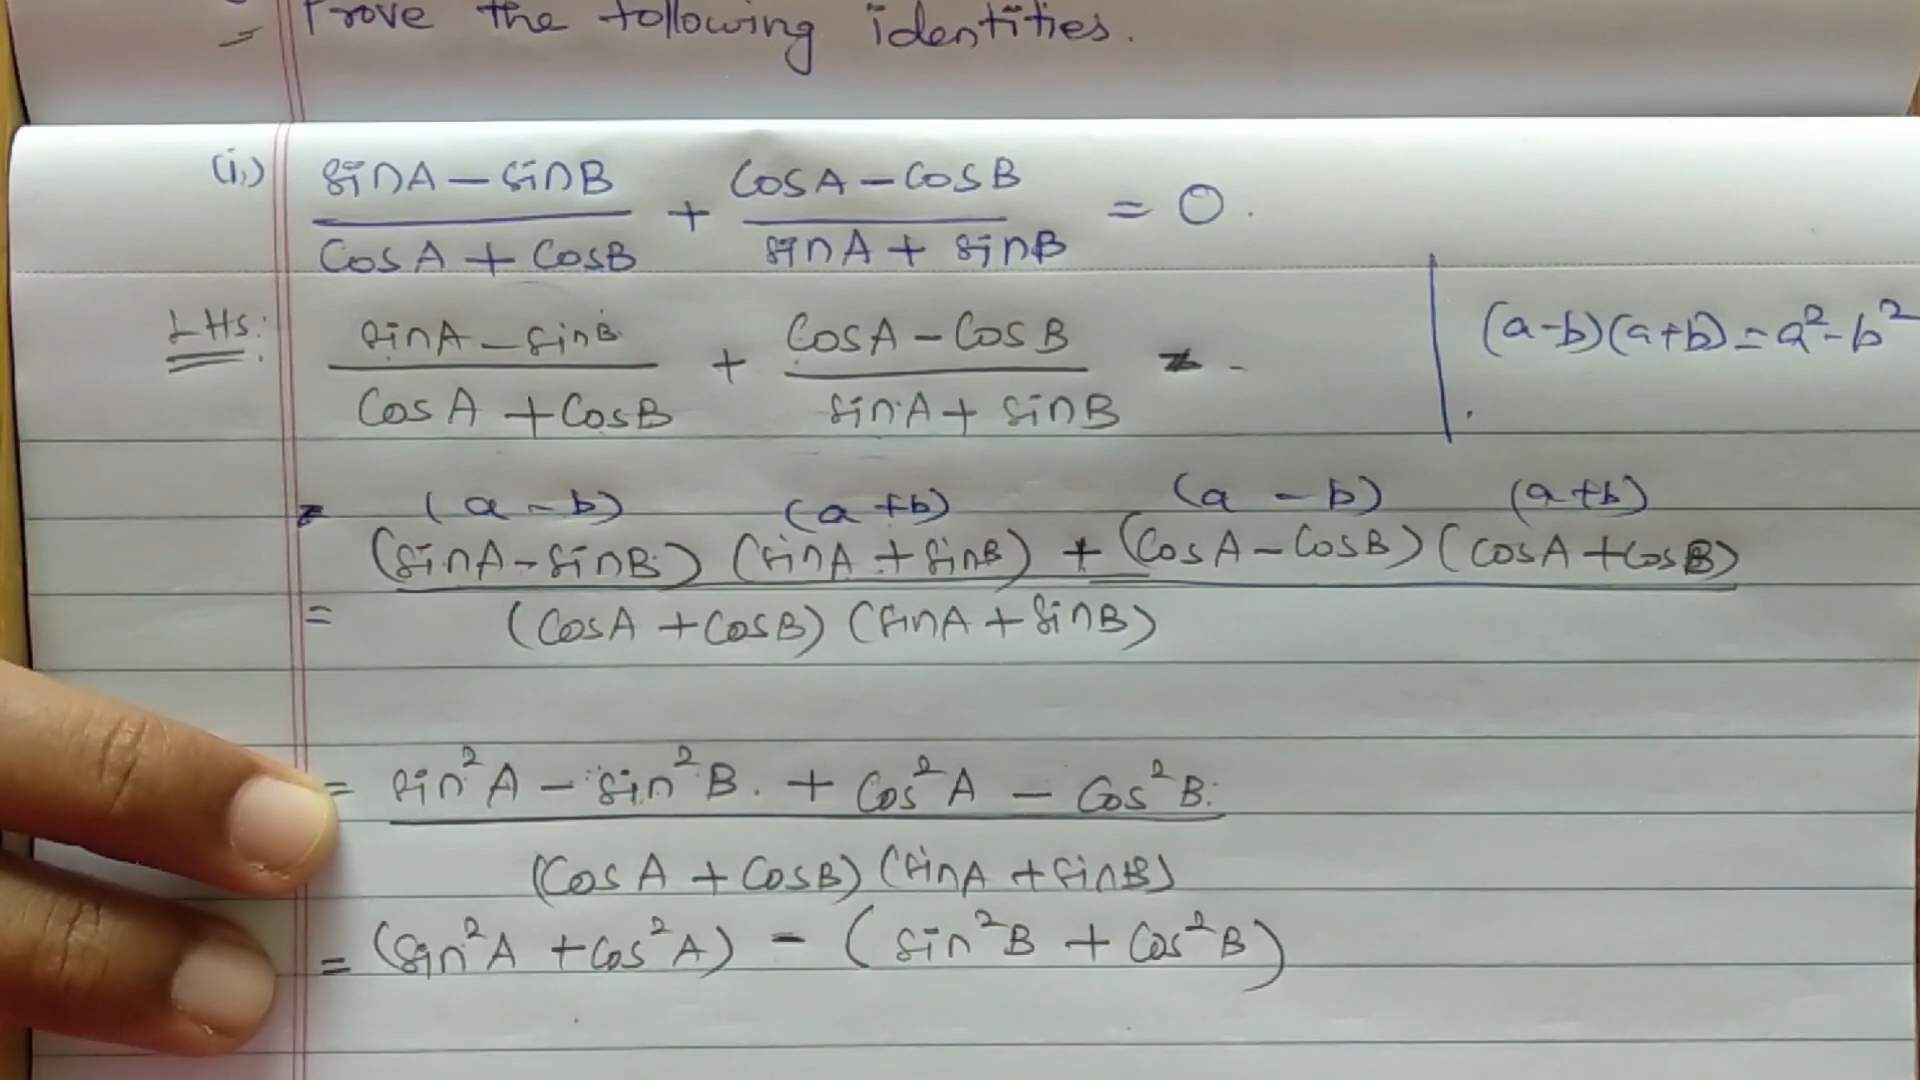 Prove the following identities.
(i) sinA - sinB / cosA + cosB + cosA - cosB / sinA + sinB = 0.
LHS: sinA - sinB / cosA + cosB + cosA - cosB / sinA + sinB
(a-b)(a+b) = a² - b²
(a - b) (a + b) (a - b) (a + b)
= (sinA - sinB) (sinA + sinB) + (cosA - cosB) (cosA + cosB)
(cosA + cosB) (sinA + sinB)
= sin²A - sin²B. + cos²A - cos²B.
(cosA + cosB) (sinA + sinB)
= (sin²A + cos²A) - (sin²B + cos²B)